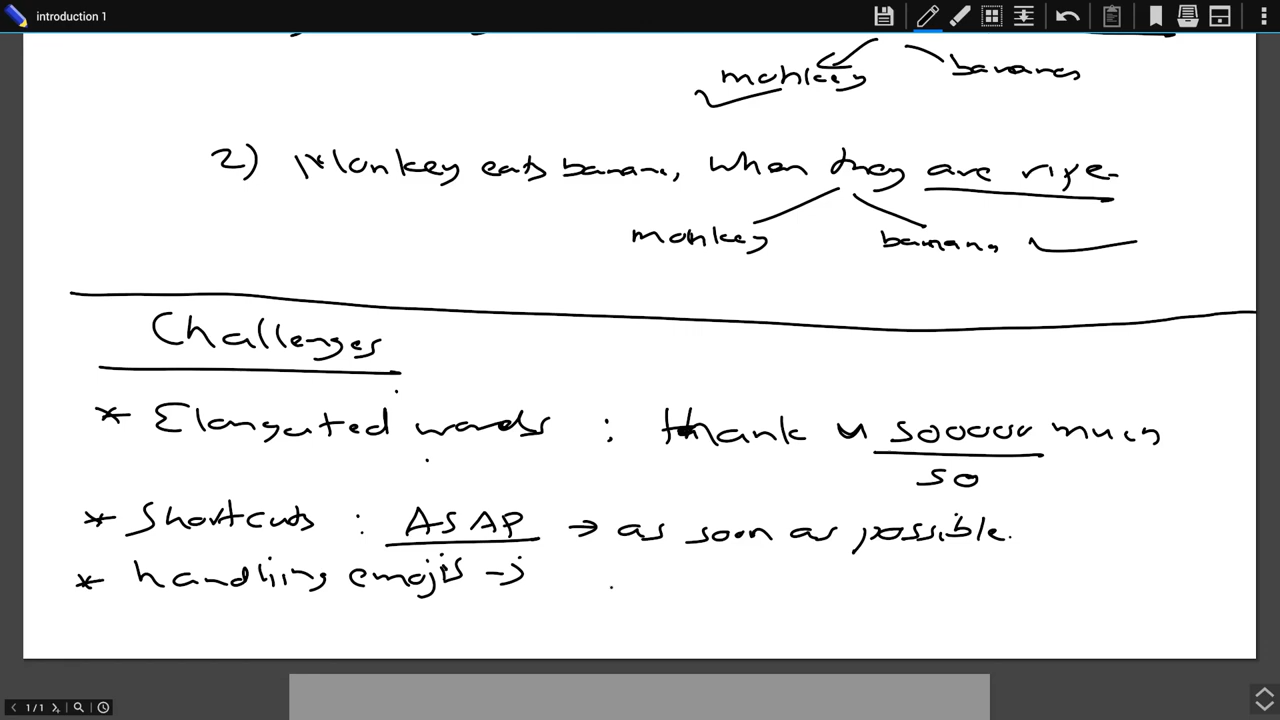 introduction 1
monkey bananas
2) Monkey eats banana, when they are ripe.
monkey banana,
Challenges
* Elangated words : thank u sooooo much
so
* Shortcuts : ASAP → as soon as possible.
* handling emojis →
1/1